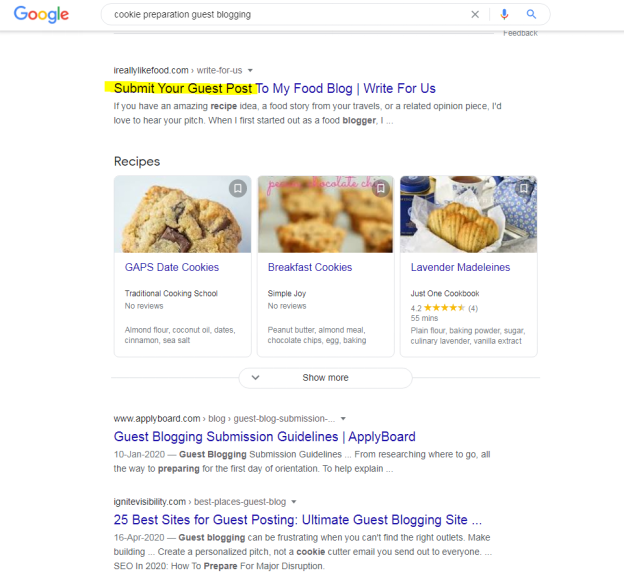 Google
cookie preparation guest blogging
Feedback
ireallylikefood.com › write-for-us
Submit Your Guest Post To My Food Blog | Write For Us
If you have an amazing recipe idea, a food story from your travels, or a related opinion piece, I'd
love to hear your pitch. When I first started out as a food blogger, I ...
Recipes
chocolate
GAPS Date Cookies
Traditional Cooking School
No reviews
Almond flour, coconut oil, dates,
cinnamon, sea salt
Breakfast Cookies
Simple Joy
No reviews
Peanut butter, almond meal,
chocolate chips, egg, baking
Lavender Madeleines
Just One Cookbook
4.2 ★★★★★ (4)
55 mins
Plain flour, baking powder, sugar,
culinary lavender, vanilla extract
Show more
www.applyboard.com › blog › guest-blog-submission-...
Guest Blogging Submission Guidelines | ApplyBoard
10-Jan-2020 — Guest Blogging Submission Guidelines ... From researching where to go, all
the way to preparing for the first day of orientation. To help explain ...
ignitevisibility.com › best-places-guest-blog
25 Best Sites for Guest Posting: Ultimate Guest Blogging Site ...
16-Apr-2020 — Guest blogging can be frustrating when you can't find the right outlets. Make
building ... Create a personalized pitch, not a cookie cutter email you send out to everyone. ...
SEO In 2020: How To Prepare For Major Disruption.